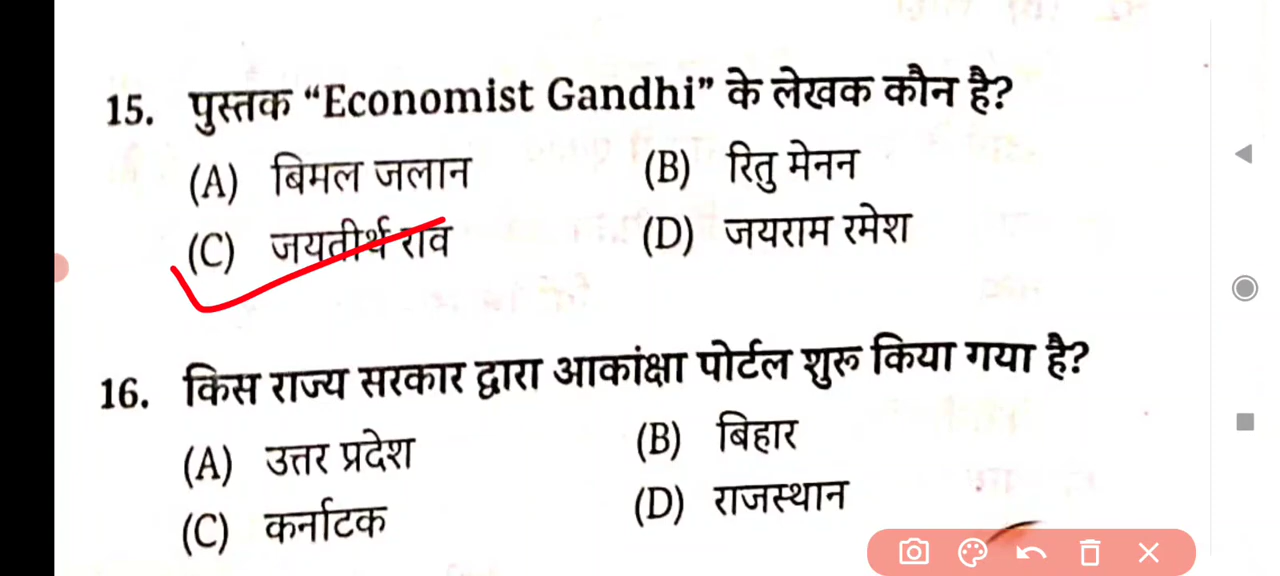 15. पुस्तक “Economist Gandhi” के लेखक कौन है?
(A) बिमल जलान (B) रितु मेनन
(C) जयतीर्थ राव (D) जयराम रमेश
16. किस राज्य सरकार द्वारा आकांक्षा पोर्टल शुरू किया गया है?
(A) उत्तर प्रदेश (B) बिहार
(C) कर्नाटक (D) राजस्थान